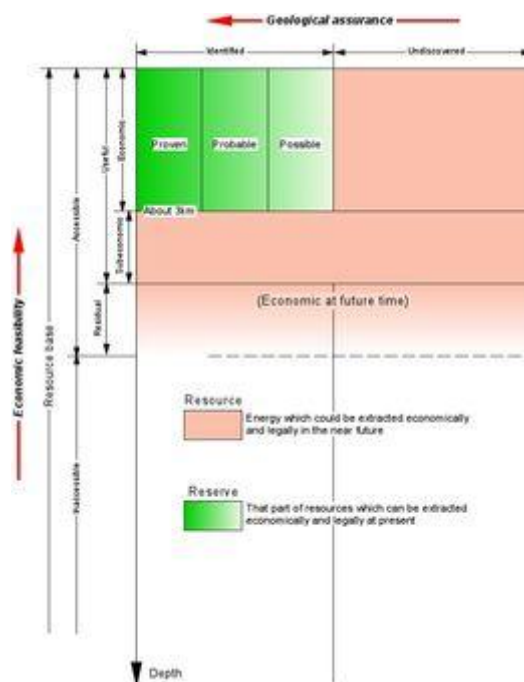 Geological assurance
Identified
Undiscovered
Economic feasibility
Resource base
Accessible
Inaccessible
Useful
Residual
Economic
Subeconomic
Proven
Probable
Possible
About 3km
(Economic at future time)
Resource
Energy which could be extracted economically
and legally in the near future
Reserve
That part of resources which can be extracted
economically and legally at present
Depth